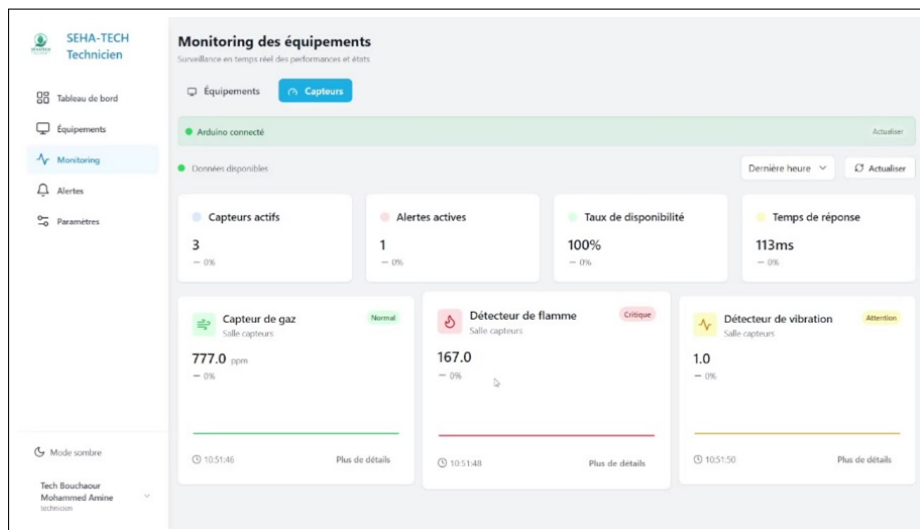 SEHA-TECH
Technicien
Tableau de bord
Équipements
Monitoring
Alertes
Paramètres
Mode sombre
Tech Bouchaour
Mohammed Amine
technicien
Monitoring des équipements
Surveillance en temps réel des performances et états
Équipements
Capteurs
Arduino connecté
Actualiser
Données disponibles
Dernière heure
Actualiser
Capteurs actifs
3
— 0%
Alertes actives
1
— 0%
Taux de disponibilité
100%
— 0%
Temps de réponse
113ms
— 0%
Capteur de gaz
Normal
Salle capteurs
777.0 ppm
— 0%
10:51:46
Plus de détails
Détecteur de flamme
Critique
Salle capteurs
167.0
— 0%
10:51:48
Plus de détails
Détecteur de vibration
Attention
Salle capteurs
1.0
— 0%
10:51:50
Plus de détails